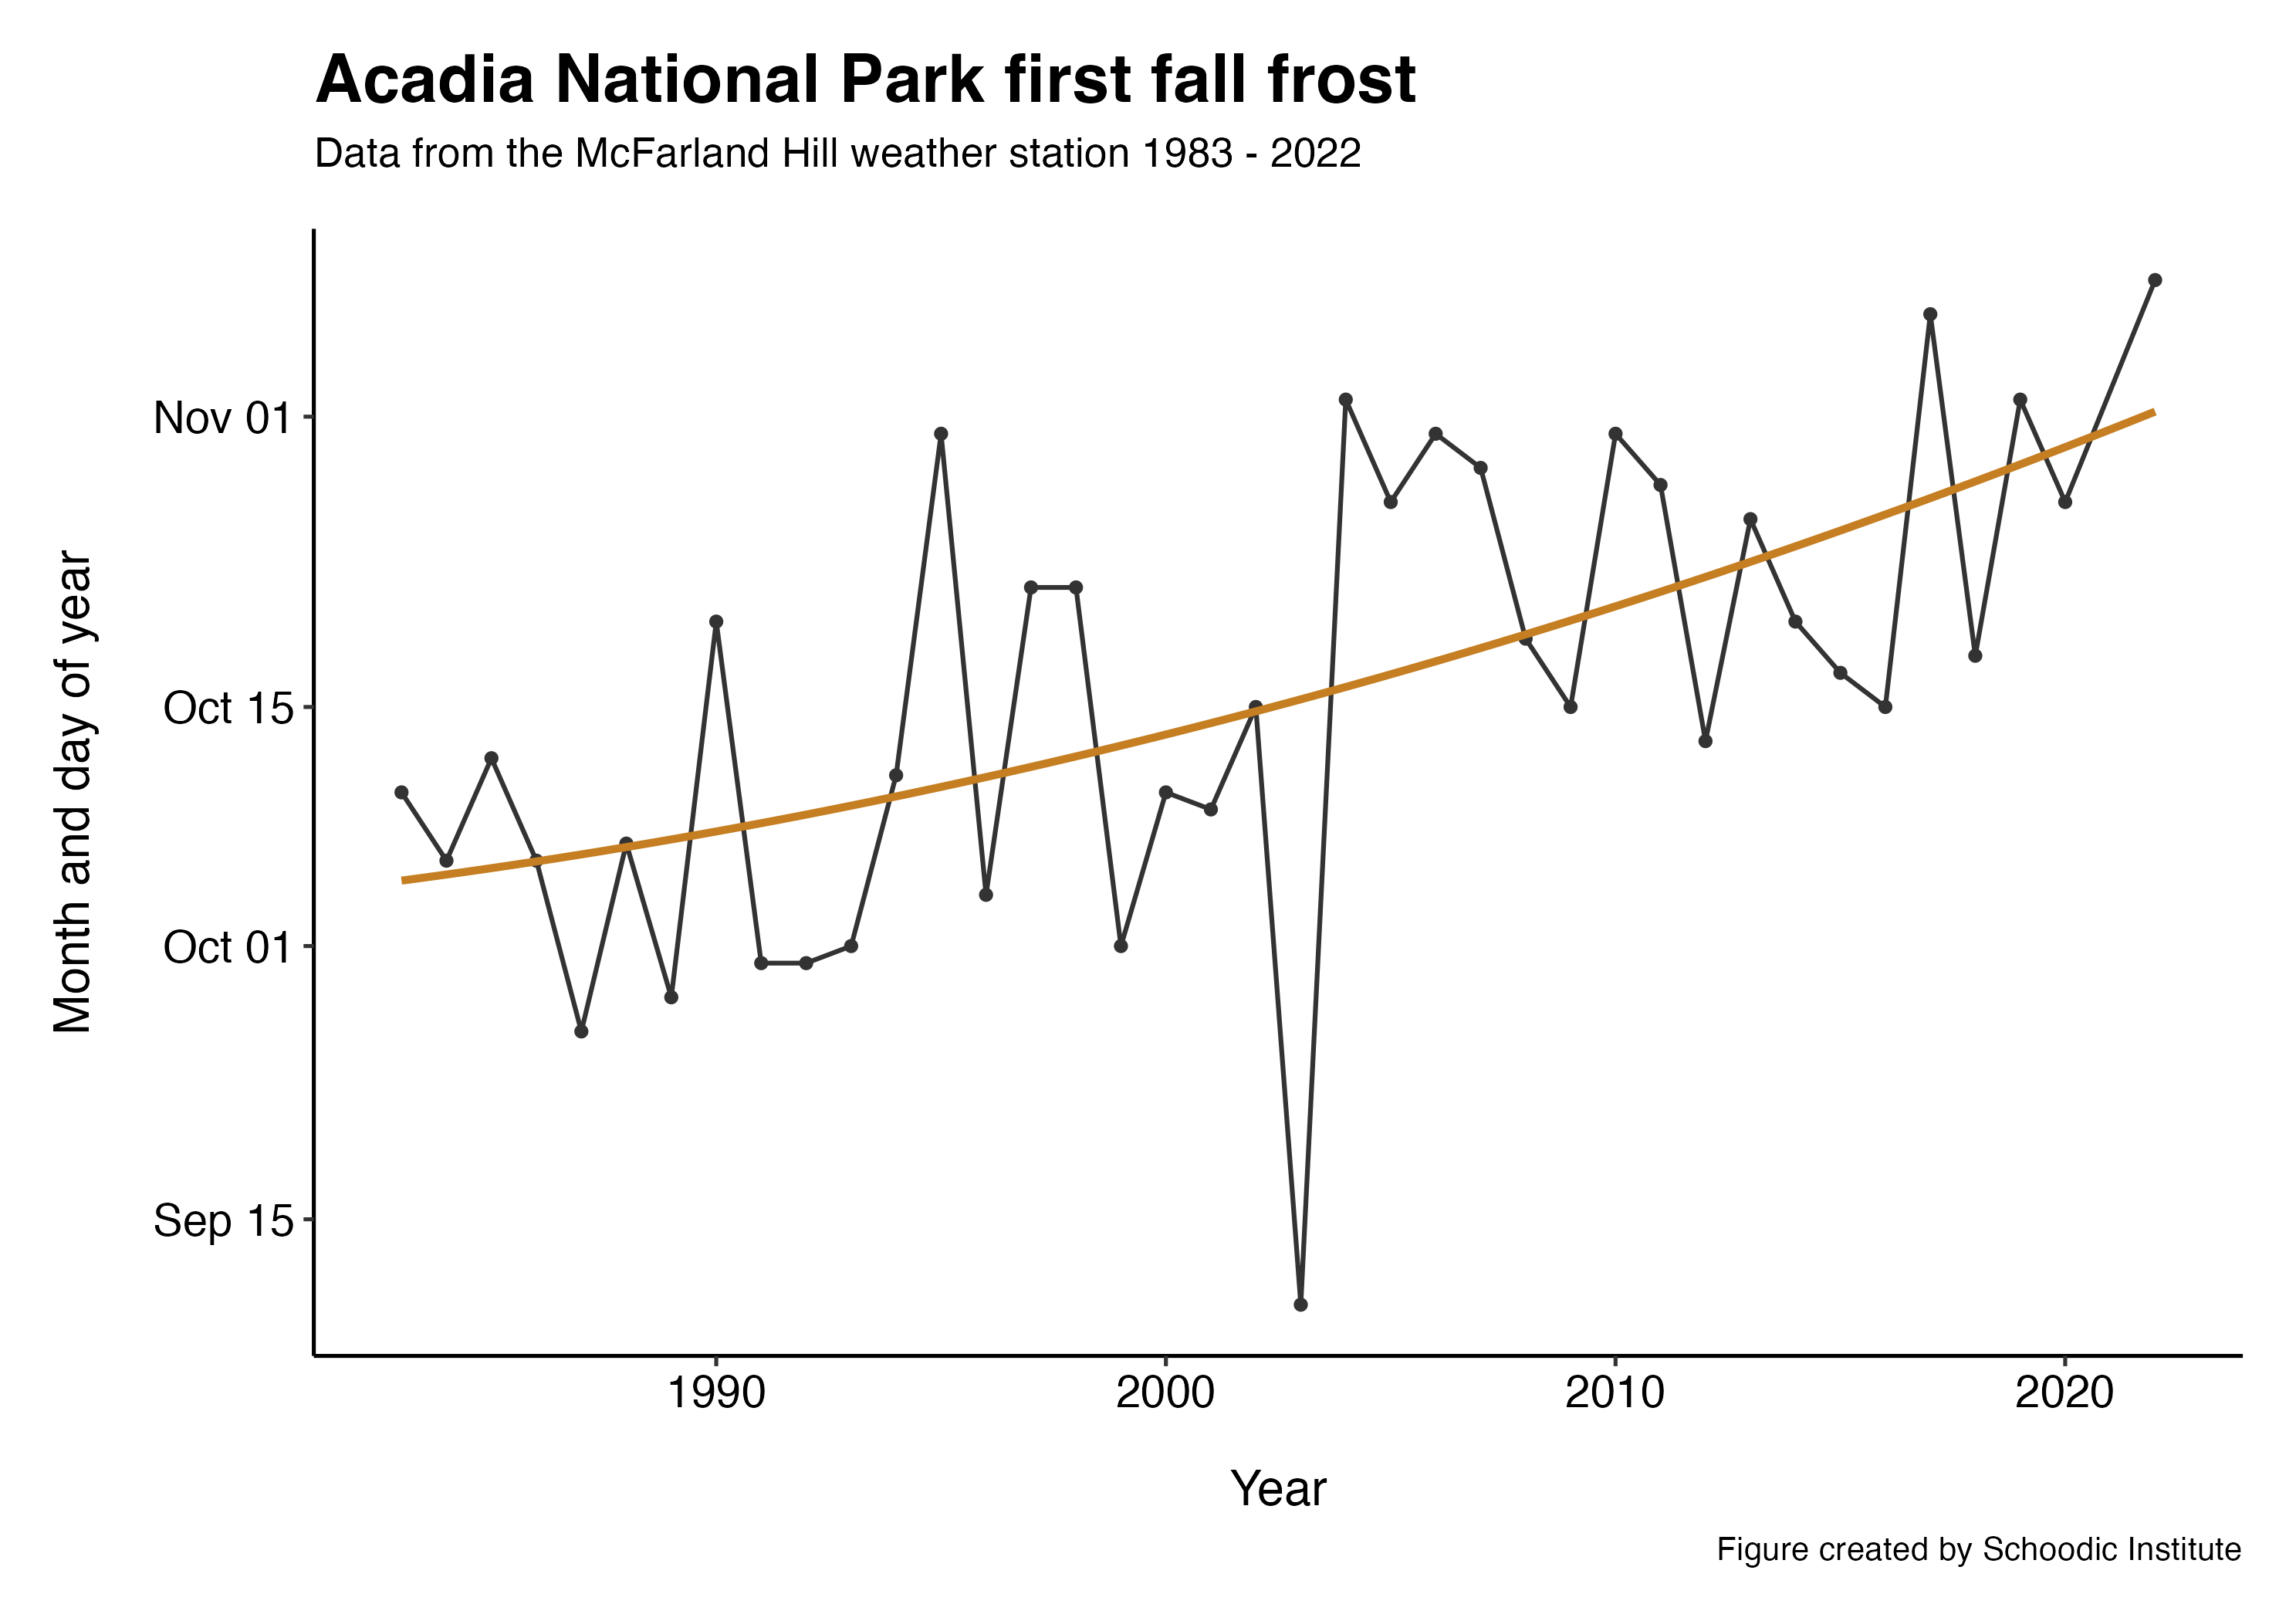 Acadia National Park first fall frost
Data from the McFarland Hill weather station 1983 - 2022
Month and day of year
Nov 01
Oct 15
Oct 01
Sep 15
1990 2000 2010 2020
Year
Figure created by Schoodic Institute